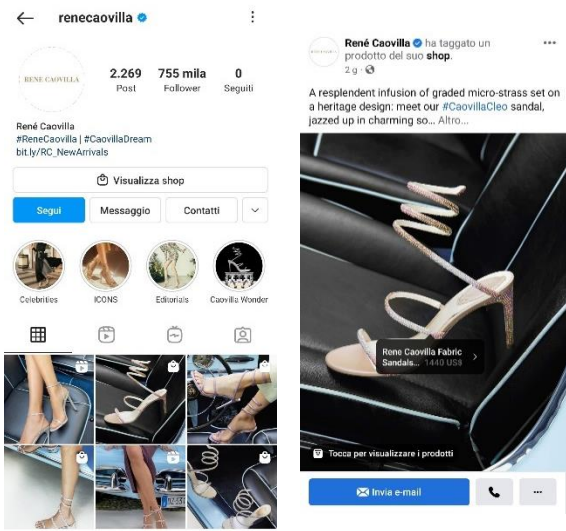 renecaovilla
RENE CAOVILLA
2.269
755 mila
0
Post
Follower
Seguiti
René Caovilla
#ReneCaovilla | #CaovillaDream
bit.ly/RC_NewArrivals
Visualizza shop
Segui
Messaggio
Contatti
Celebrities
ICONS
Editorials
Caovilla Wonder
René Caovilla ha taggato un
prodotto del suo shop.
2 g ·
A resplendent infusion of graded micro-strass set on
a heritage design: meet our #CaovillaCleo sandal,
jazzed up in charming so... Altro...
Rene Caovilla Fabric
Sandals... 1440 US$
Tocca per visualizzare i prodotti
Invia e-mail